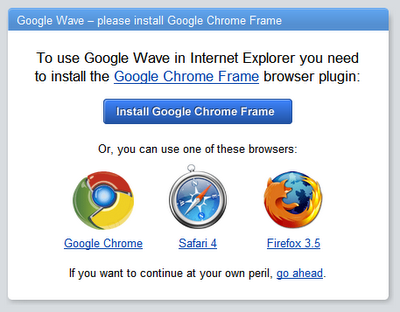 Google Wave – please install Google Chrome Frame
To use Google Wave in Internet Explorer you need
to install the Google Chrome Frame browser plugin:
Install Google Chrome Frame
Or, you can use one of these browsers:
Google Chrome Safari 4 Firefox 3.5
If you want to continue at your own peril, go ahead.